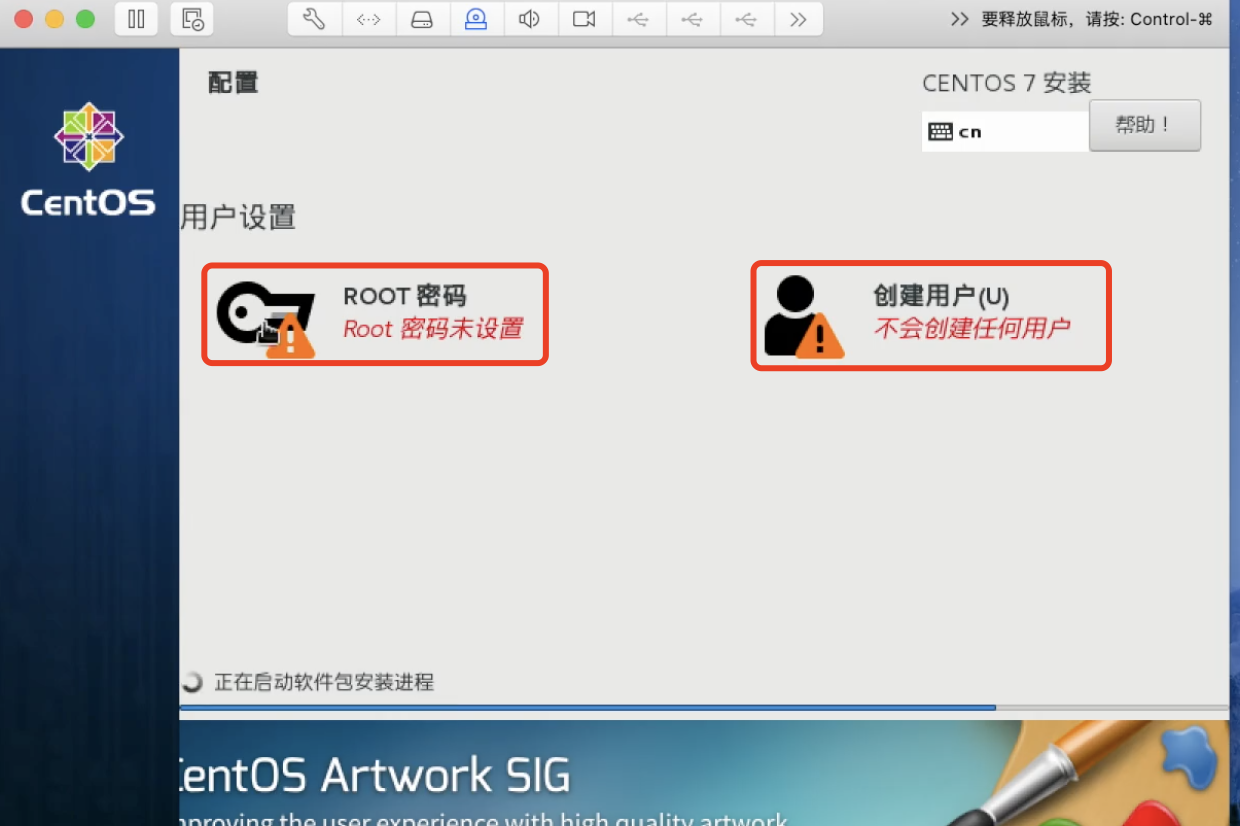 要释放鼠标，请按: Control-⌘
配置
CENTOS 7 安装
cn
帮助！
CentOS
用户设置
ROOT 密码
Root 密码未设置
创建用户(U)
不会创建任何用户
正在启动软件包安装进程
CentOS Artwork SIG
mproving the user experience with high quality artwork